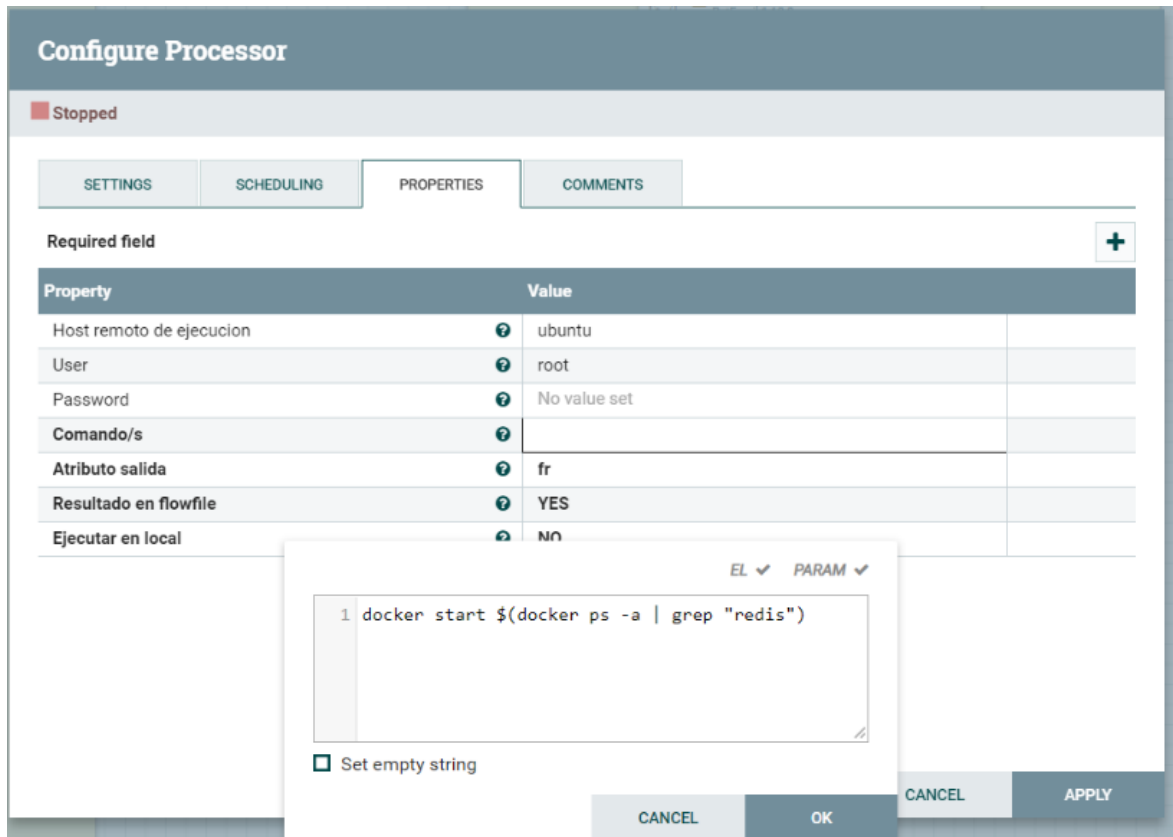 Configure Processor
Stopped
SETTINGS SCHEDULING PROPERTIES COMMENTS
Required field
Property Value
Host remoto de ejecucion ubuntu
User root
Password No value set
Comando/s
Atributo salida fr
Resultado en flowfile YES
Ejecutar en local NO
EL PARAM
1 docker start $(docker ps -a | grep "redis")
Set empty string
CANCEL OK
CANCEL APPLY